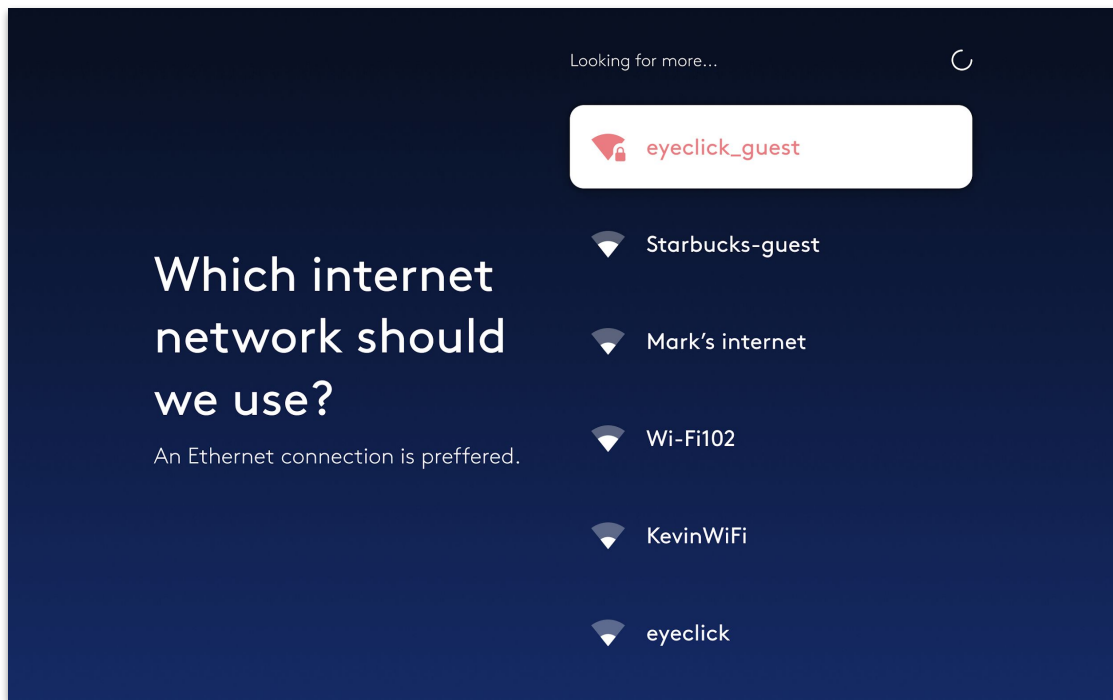 Looking for more...
eyeclick_guest
Starbucks-guest
Which internet
network should
we use?
An Ethernet connection is preffered.
Mark's internet
Wi-Fi102
KevinWiFi
eyeclick